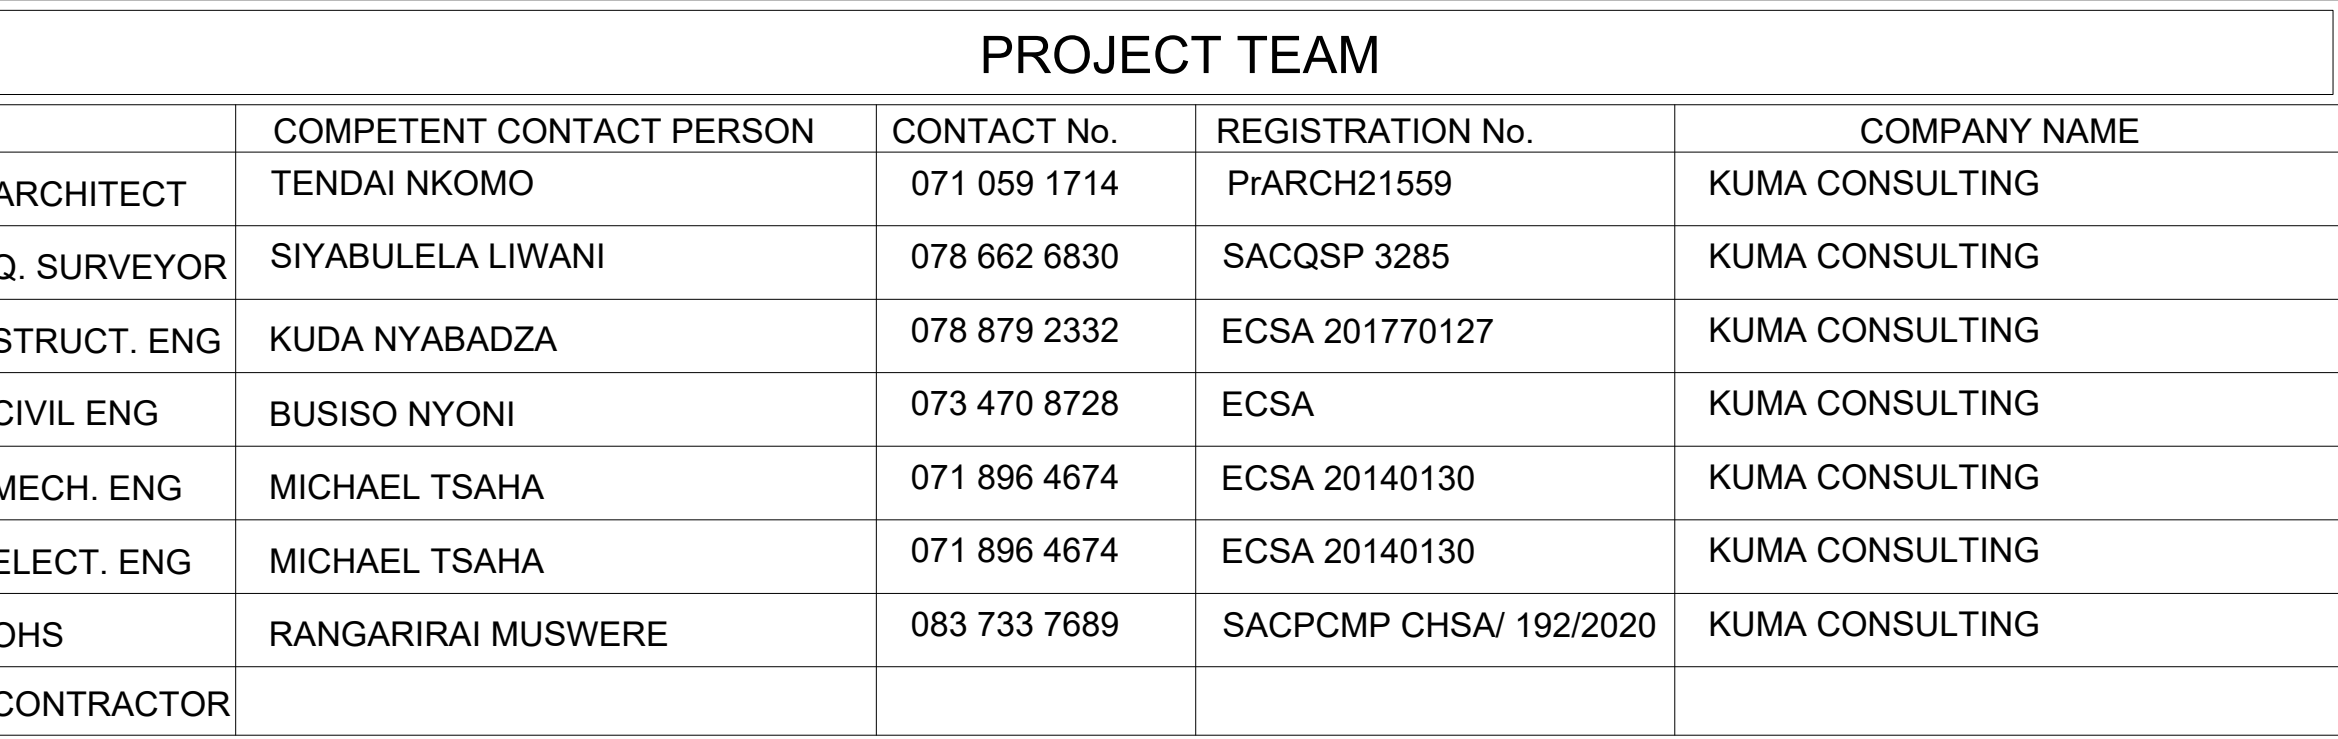 PROJECT TEAM
COMPETENT CONTACT PERSON CONTACT No. REGISTRATION No. COMPANY NAME
ARCHITECT TENDAI NKOMO 071 059 1714 PrARCH21559 KUMA CONSULTING
Q. SURVEYOR SIYABULELA LIWANI 078 662 6830 SACQSP 3285 KUMA CONSULTING
STRUCT. ENG KUDA NYABADZA 078 879 2332 ECSA 201770127 KUMA CONSULTING
CIVIL ENG BUSISO NYONI 073 470 8728 ECSA KUMA CONSULTING
MECH. ENG MICHAEL TSAHA 071 896 4674 ECSA 20140130 KUMA CONSULTING
ELECT. ENG MICHAEL TSAHA 071 896 4674 ECSA 20140130 KUMA CONSULTING
OHS RANGARIRAI MUSWERE 083 733 7689 SACPCMP CHSA/ 192/2020 KUMA CONSULTING
CONTRACTOR